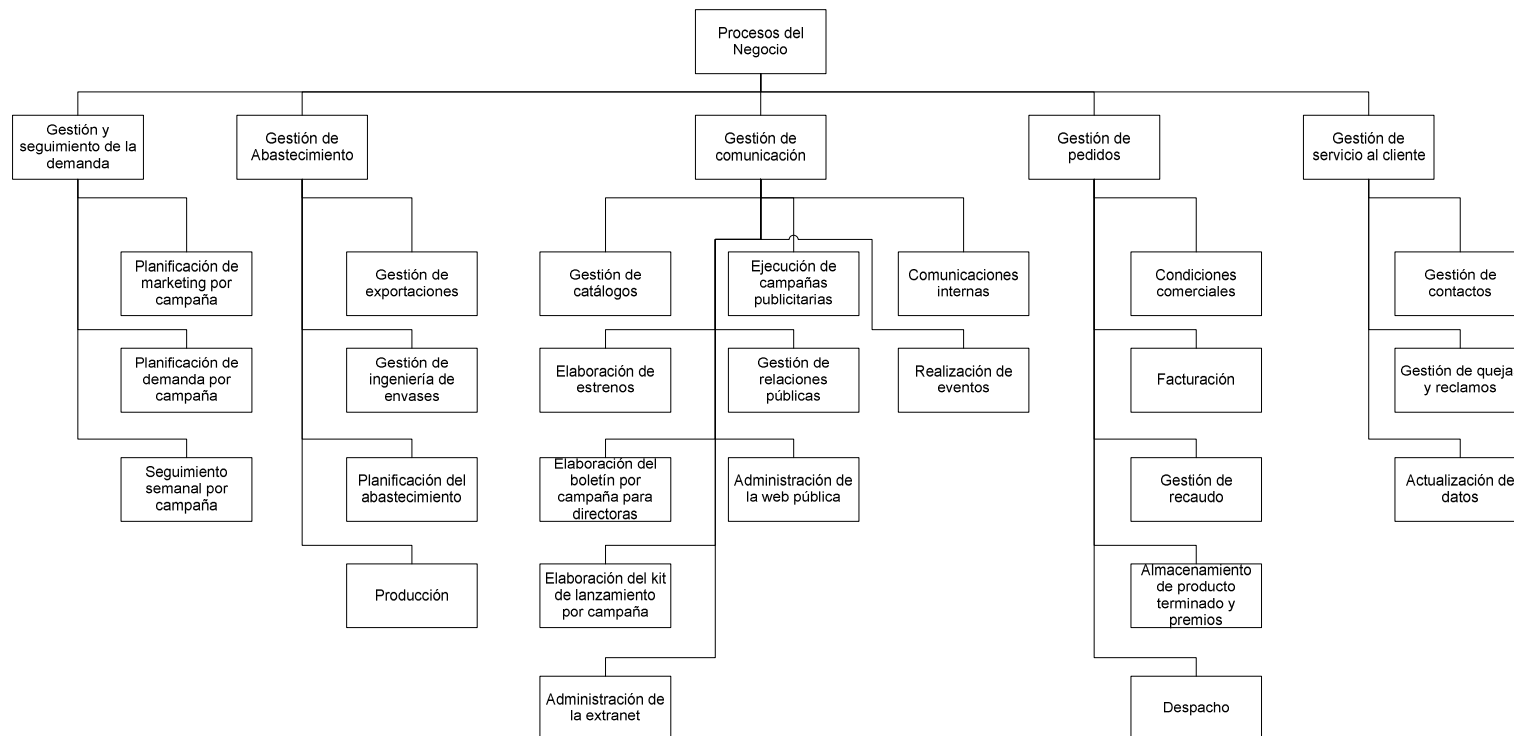 Procesos del
Negocio
Gestión y
seguimiento de la
demanda
Gestión de
Abastecimiento
Gestión de
comunicación
Gestión de
pedidos
Gestión de
servicio al cliente
Planificación de
marketing por
campaña
Gestión de
exportaciones
Gestión de
catálogos
Ejecución de
campañas
publicitarias
Comunicaciones
internas
Condiciones
comerciales
Gestión de
contactos
Planificación de
demanda por
campaña
Gestión de
ingeniería de
envases
Elaboración de
estrenos
Gestión de
relaciones
públicas
Realización de
eventos
Facturación
Gestión de queja
y reclamos
Seguimiento
semanal por
campaña
Planificación del
abastecimiento
Elaboración del
boletín por
campaña para
directoras
Administración de
la web pública
Gestión de
recaudo
Actualización de
datos
Producción
Elaboración del kit
de lanzamiento
por campaña
Almacenamiento
de producto
terminado y
premios
Administración de
la extranet
Despacho